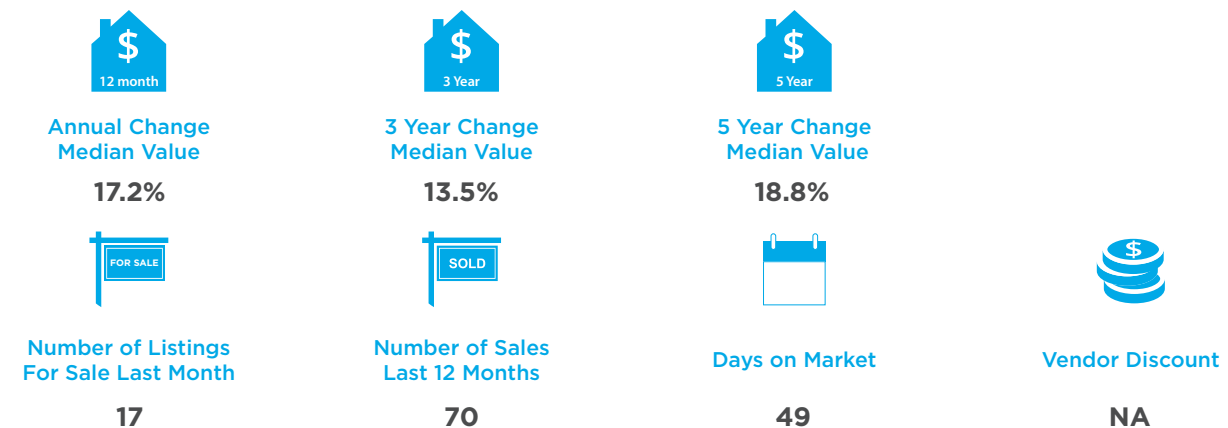 $
12 month
$
3 Year
$
5 Year
Annual Change
Median Value
17.2%
3 Year Change
Median Value
13.5%
5 Year Change
Median Value
18.8%
FOR SALE
SOLD
$
Number of Listings
For Sale Last Month
17
Number of Sales
Last 12 Months
70
Days on Market
49
Vendor Discount
NA